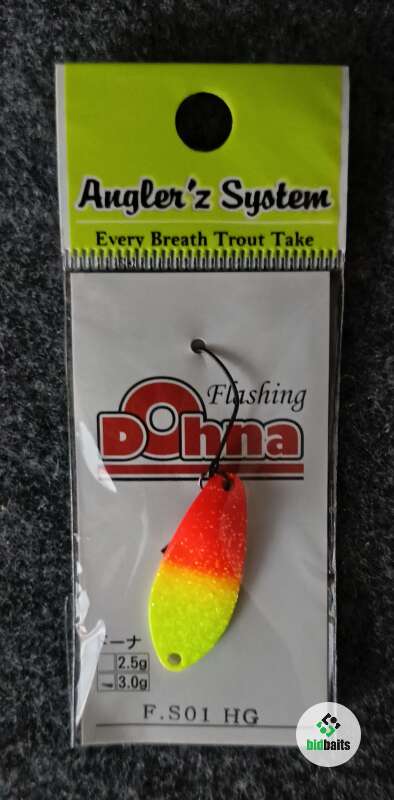 Angler'z System
Every Breath Trout Take
Flashing
Dohna
ーナ
2.5g
3.0g
F.S01 HG
bidbaits